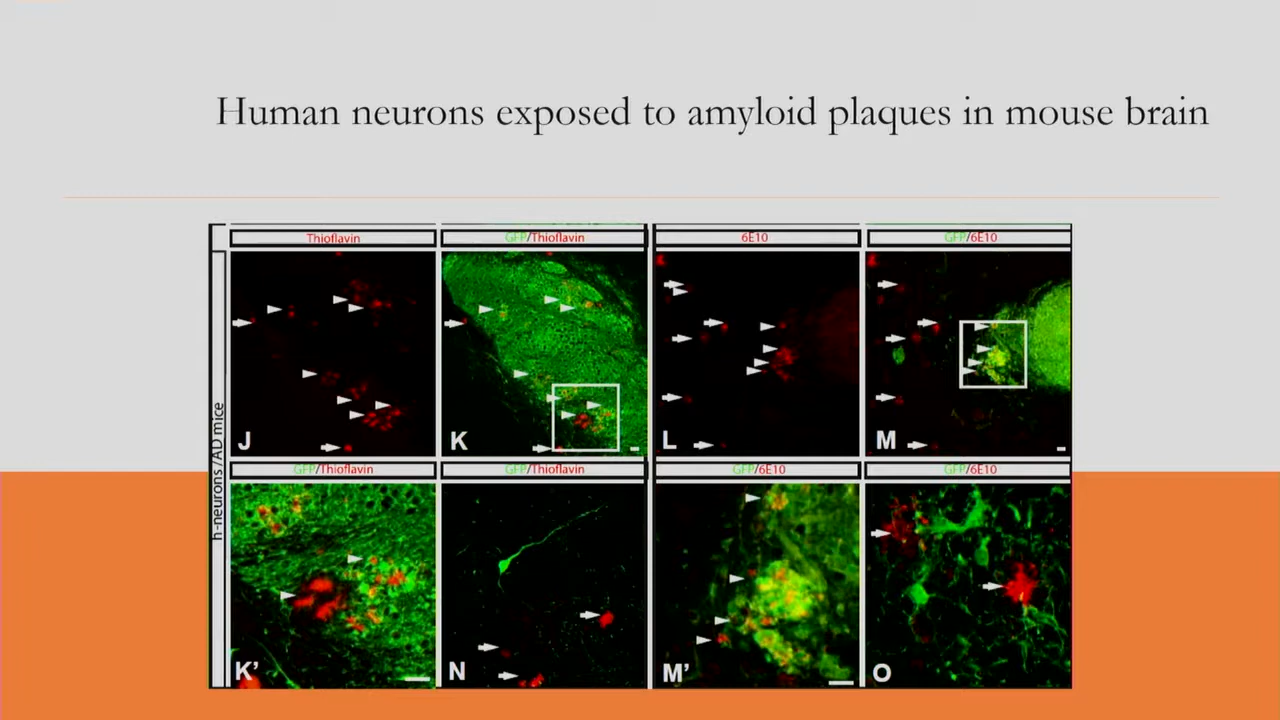 Human neurons exposed to amyloid plaques in mouse brain
Thioflavin
GFP/Thioflavin
6E10
GFP/6E10
h-neurons /AD mice
J
K
L
M
GFP/Thioflavin
GFP/Thioflavin
GFP/6E10
GFP/6E10
K’
N
M’
O